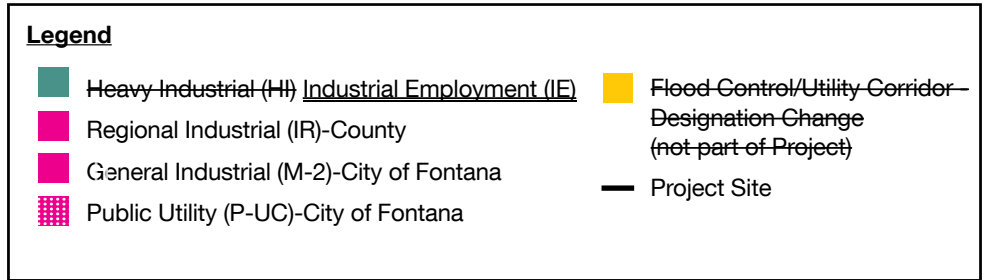 Legend
Heavy Industrial (HI) Industrial Employment (IE)
Regional Industrial (IR)-County
General Industrial (M-2)-City of Fontana
Public Utility (P-UC)-City of Fontana
Flood Control/Utility Corridor -
Designation Change
(not part of Project)
Project Site